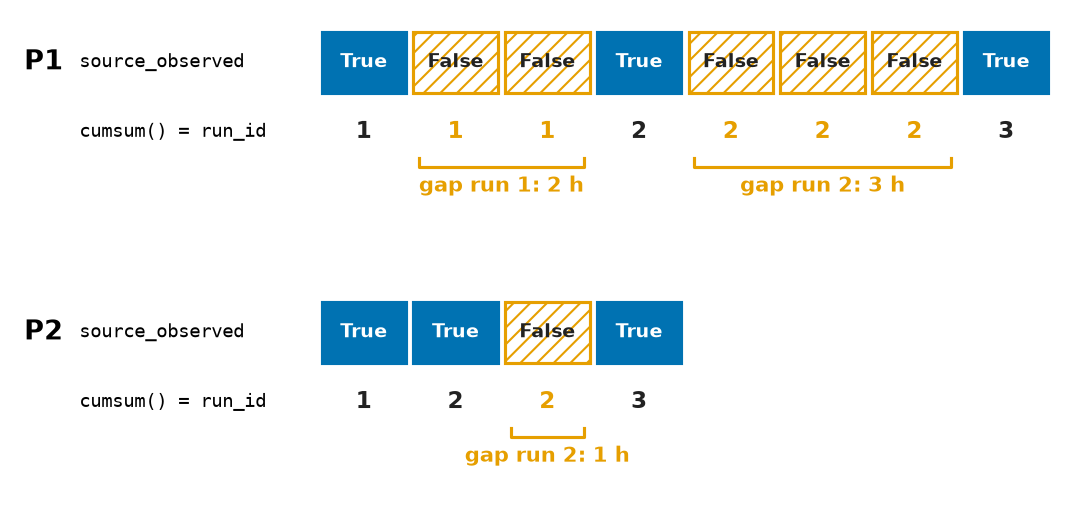 P1 source_observed True False False True False False False True
cumsum() = run_id 1 1 1 2 2 2 2 3
gap run 1: 2 h gap run 2: 3 h
P2 source_observed True True False True
cumsum() = run_id 1 2 2 3
gap run 2: 1 h